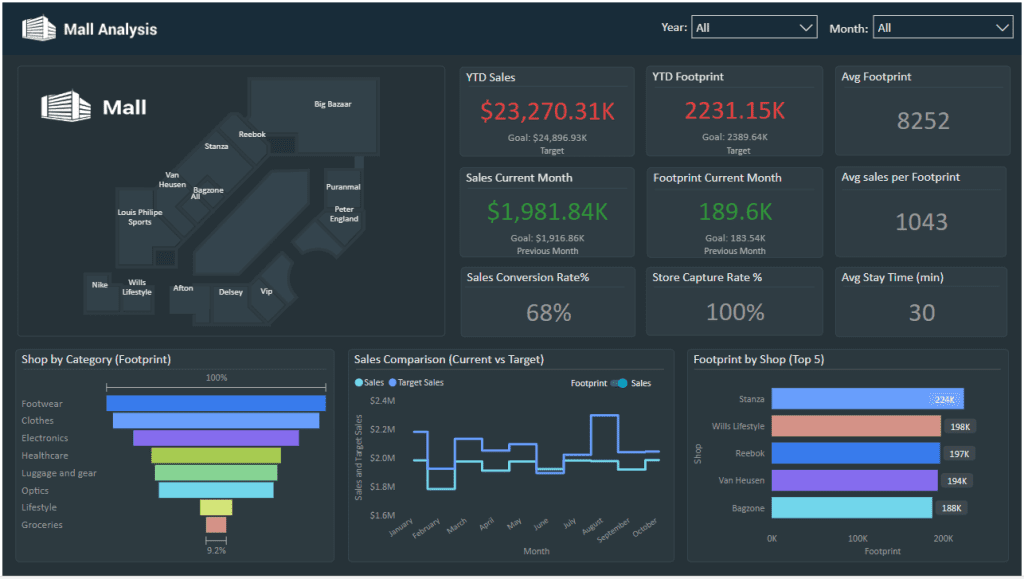 Mall Analysis
Year:
All
Month:
All
Mall
Big Bazaar
Reebok
Stanza
Van
Heusen
Bagzone
All
Puranmal
Louis Philipe
Sports
Peter
England
Nike
Wills
Lifestyle
Afton
Delsey
Vip
YTD Sales
$23,270.31K
Goal: $24,896.93K
Target
YTD Footprint
2231.15K
Goal: 2389.64K
Target
Avg Footprint
8252
Sales Current Month
$1,981.84K
Goal: $1,916.86K
Previous Month
Footprint Current Month
189.6K
Goal: 183.54K
Previous Month
Avg sales per Footprint
1043
Sales Conversion Rate%
68%
Store Capture Rate %
100%
Avg Stay Time (min)
30
Shop by Category (Footprint)
100%
Footwear
Clothes
Electronics
Healthcare
Luggage and gear
Optics
Lifestyle
Groceries
9.2%
Sales Comparison (Current vs Target)
Sales
Target Sales
Footprint
Sales
Sales and Target Sales
$2.4M
$2.2M
$2.0M
$1.8M
$1.6M
January
February
March
April
May
June
July
August
September
October
Month
Footprint by Shop (Top 5)
Shop
Stanza
224K
Wills Lifestyle
198K
Reebok
197K
Van Heusen
194K
Bagzone
188K
0K
100K
200K
Footprint